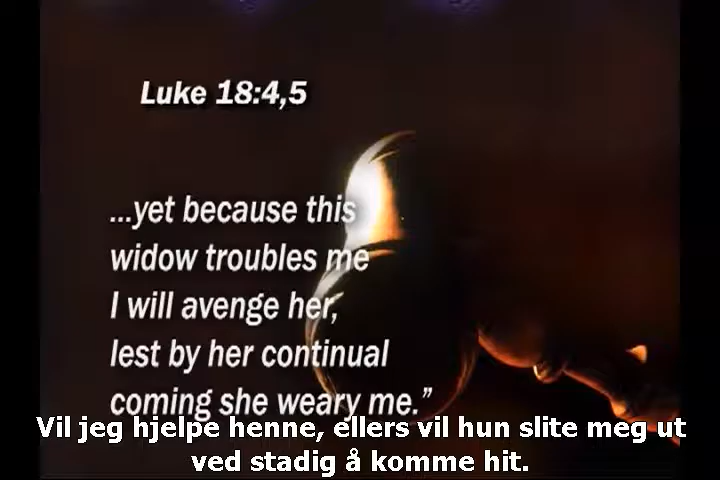 Luke 18:4,5
...yet because this
widow troubles me
I will avenge her,
lest by her continual
coming she weary me.”
Vil jeg hjelpe henne, ellers vil hun slite meg ut
ved stadig å komme hit.